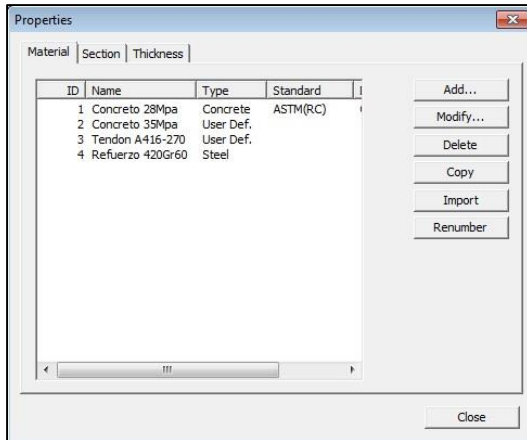 Properties
Material Section Thickness
ID Name Type Standard
1 Concreto 28Mpa Concrete ASTM(RC)
2 Concreto 35Mpa User Def.
3 Tendon A416-270 User Def.
4 Refuerzo 420Gr60 Steel
Add...
Modify...
Delete
Copy
Import
Renumber
Close